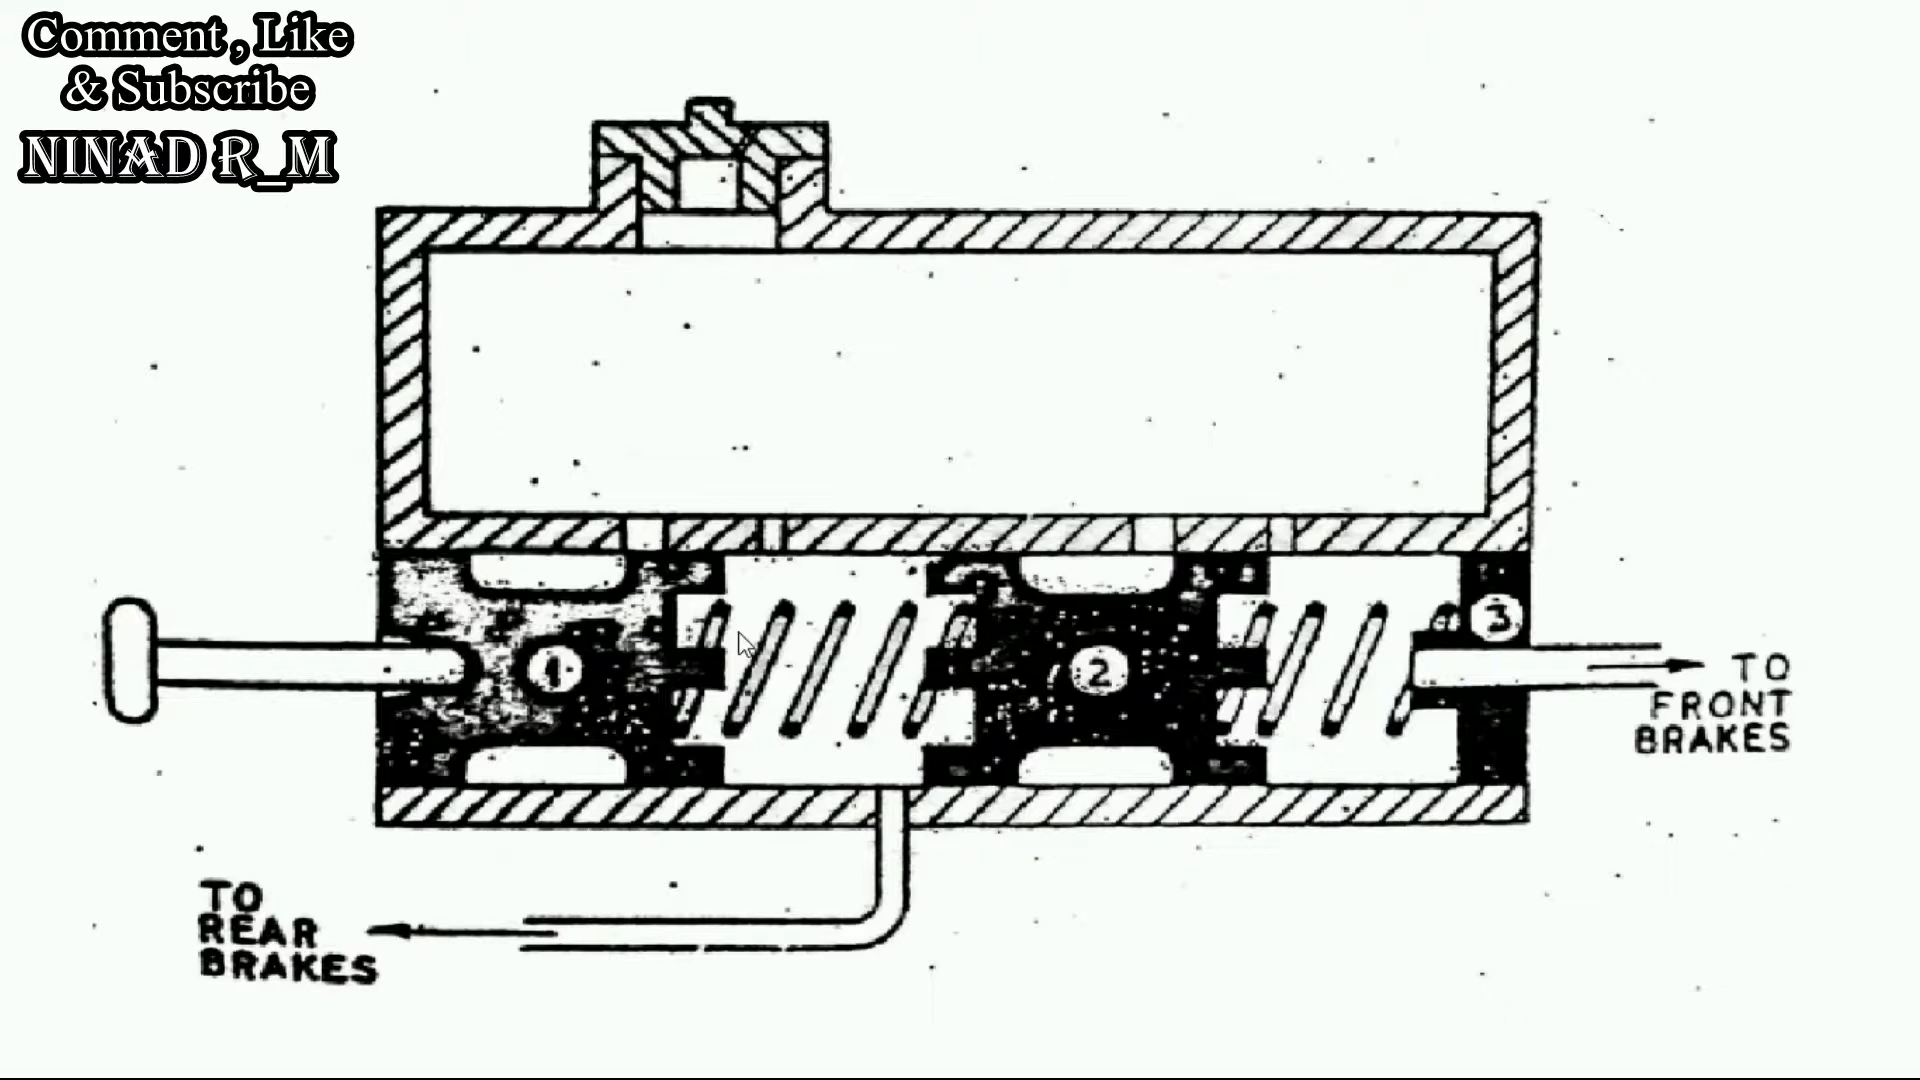 Comment, Like
& Subscribe
NINAD R_M
1
2
3
TO
FRONT
BRAKES
TO
REAR
BRAKES